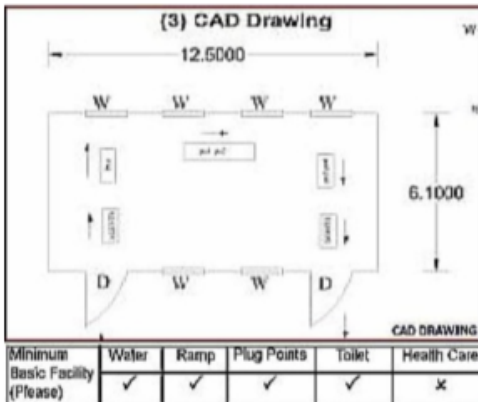 (3) CAD Drawing
12.5000
W W W W
6.1000
D W W D
CAD DRAWING
Minimum Basic Facility (Please) Water Ramp Plug Points Toilet Health Care
✓ ✓ ✓ ✓ ✗